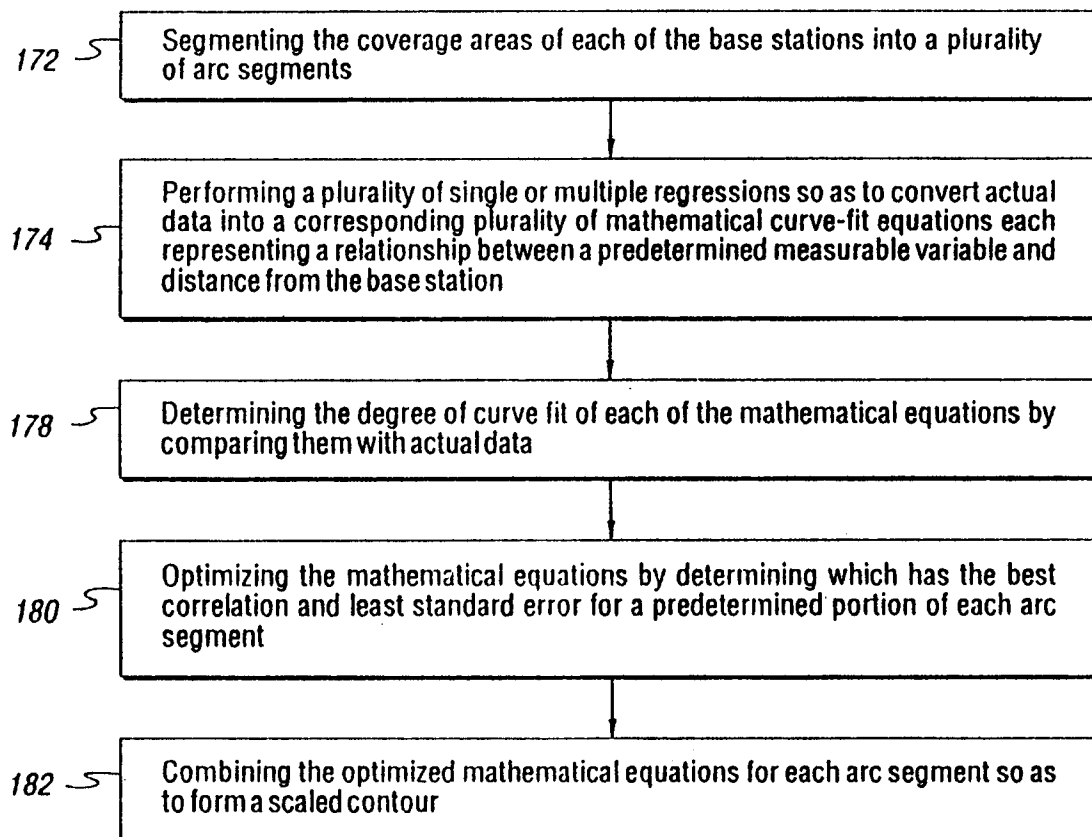 172
Segmenting the coverage areas of each of the base stations into a plurality
of arc segments
174
Performing a plurality of single or multiple regressions so as to convert actual
data into a corresponding plurality of mathematical curve-fit equations each
representing a relationship between a predetermined measurable variable and
distance from the base station
178
Determining the degree of curve fit of each of the mathematical equations by
comparing them with actual data
180
Optimizing the mathematical equations by determining which has the best
correlation and least standard error for a predetermined portion of each arc
segment
182
Combining the optimized mathematical equations for each arc segment so as
to form a scaled contour